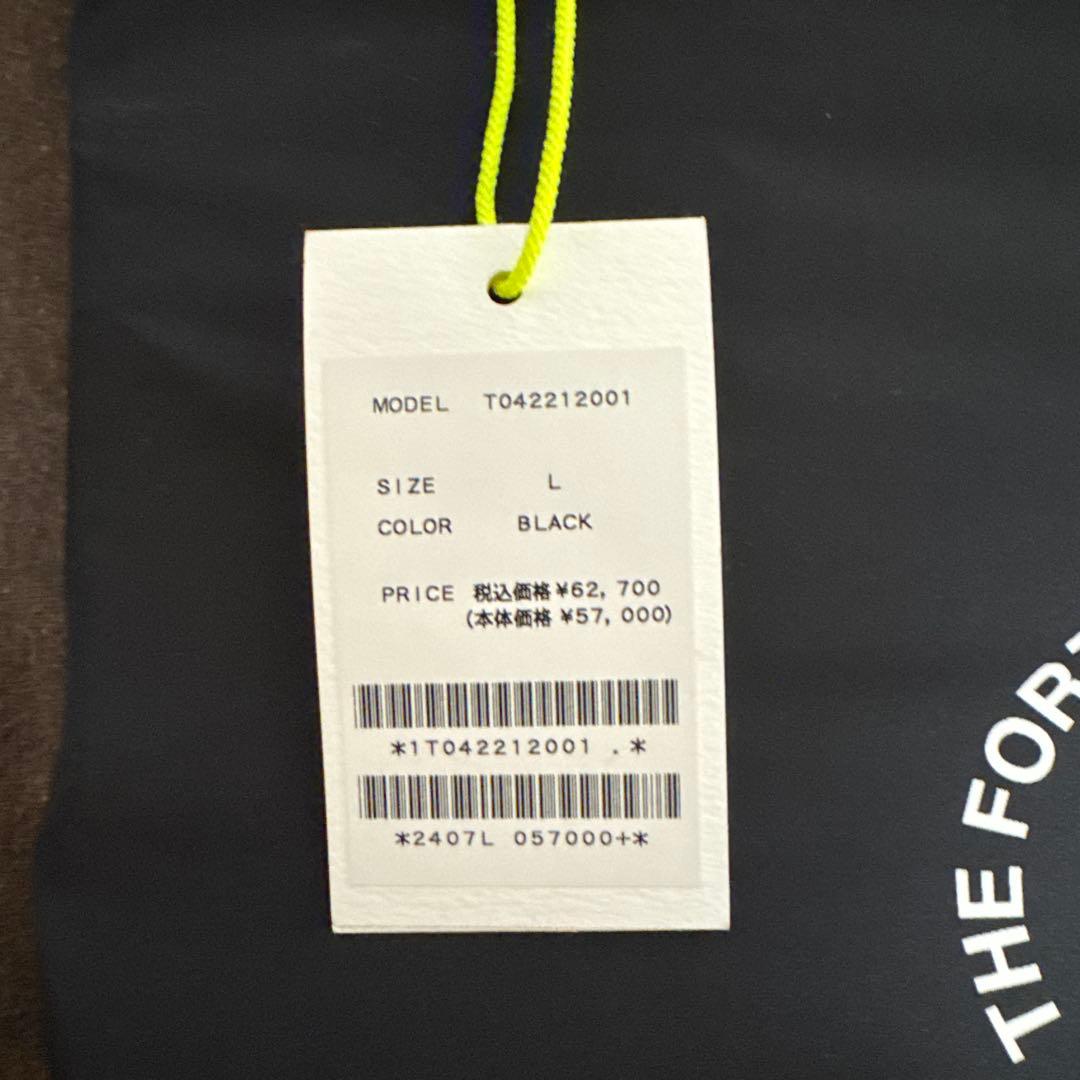 MODEL T042212001
SIZE L
COLOR BLACK
PRICE 税込価格 ¥62,700
(本体価格 ¥57,000)
*1T042212001 .*
*2407L 057000+*
THE